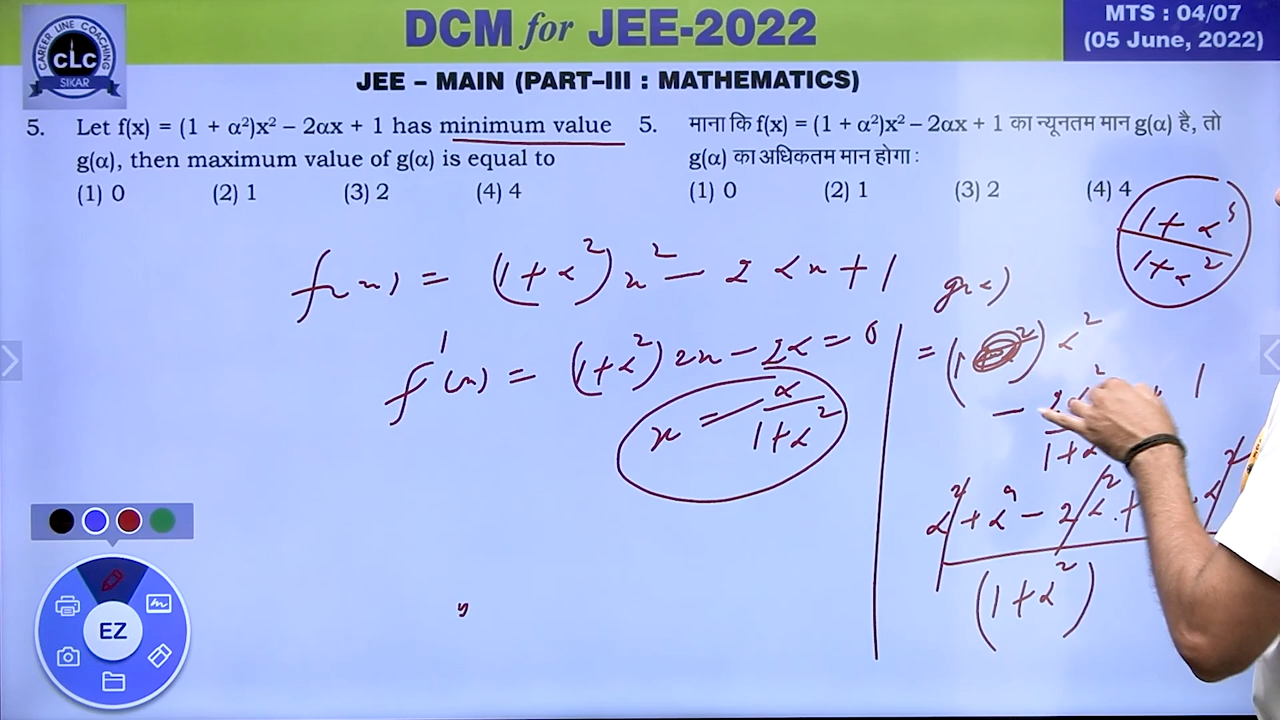 DCM for JEE-2022
MTS : 04/07
(05 June, 2022)
CAREER LINE COACHING
CLC
SIKAR
JEE – MAIN (PART–III : MATHEMATICS)
5. Let f(x) = (1 + α²)x² – 2αx + 1 has minimum value
g(α), then maximum value of g(α) is equal to
(1) 0 (2) 1 (3) 2 (4) 4
5. माना कि f(x) = (1 + α²)x² – 2αx + 1 का न्यूनतम मान g(α) है, तो
g(α) का अधिकतम मान होगा :
(1) 0 (2) 1 (3) 2 (4) 4
f(x) = (1+α²)x² – 2αx + 1
f'(x) = (1+α²)2x – 2α = 0
x = α/(1+α²)
g(α)
(1+α²)
EZ